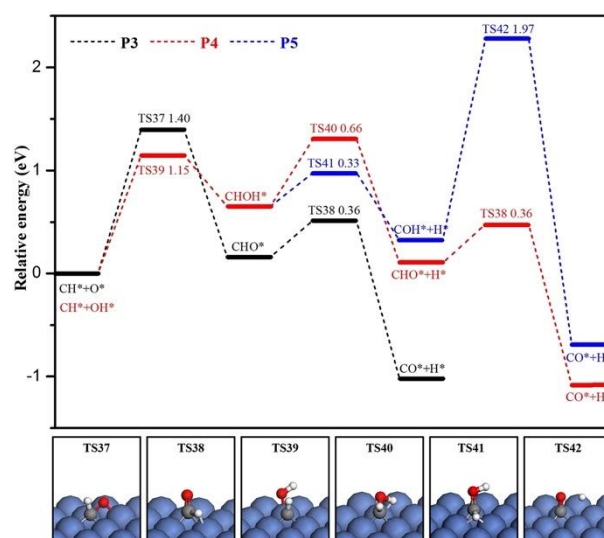 P3 P4 P5
TS42 1.97
2
TS37 1.40
TS40 0.66
TS39 1.15
TS41 0.33
1
CHOH*
TS38 0.36
TS38 0.36
COH*+H*
CHO*
CHO*+H*
0
CH*+O*
CH*+OH*
CO*+H
CO*+H*
CO*+H
-1
Relative energy (eV)
TS37 TS38 TS39 TS40 TS41 TS42